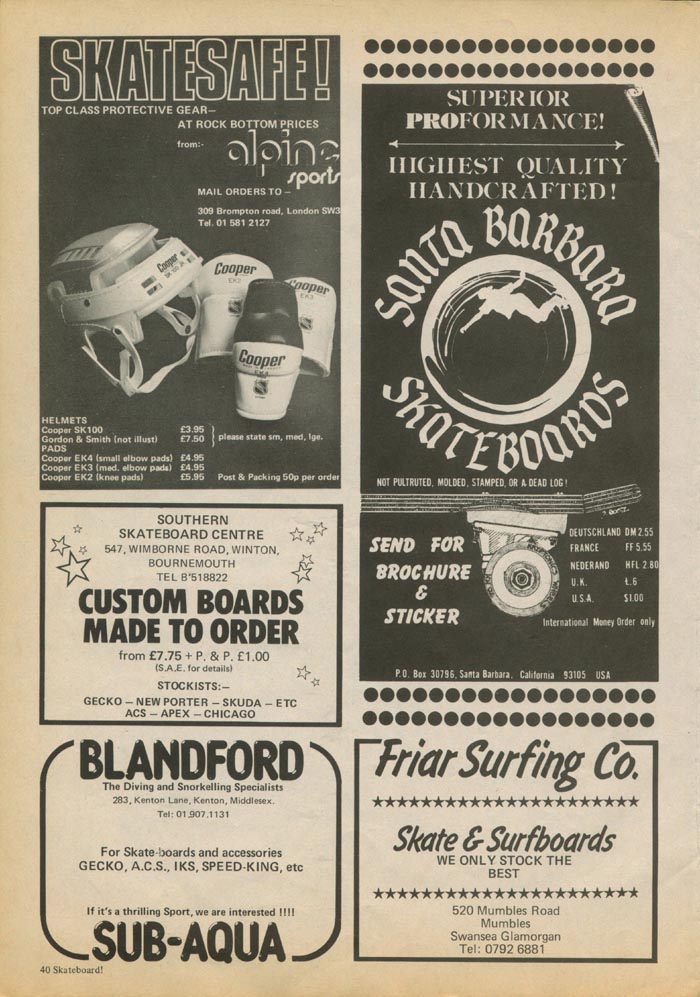 SKATESAFE!
TOP CLASS PROTECTIVE GEAR—
AT ROCK BOTTOM PRICES
from:-
alpine
sports
MAIL ORDERS TO —
309 Brompton road, London SW3
Tel. 01 581 2127
Cooper
SK 100
Cooper
EK2
Cooper
EK3
Cooper
EK4
HELMETS
Cooper SK100 £3.95
Gordon & Smith (not illust) £7.50 } please state sm, med, lge.
PADS
Cooper EK4 (small elbow pads) £4.95
Cooper EK3 (med. elbow pads) £4.95
Cooper EK2 (knee pads) £5.95 Post & Packing 50p per order
SOUTHERN
SKATEBOARD CENTRE
547, WIMBORNE ROAD, WINTON,
BOURNEMOUTH
TEL B'518822
CUSTOM BOARDS
MADE TO ORDER
from £7.75 + P. & P. £1.00
(S.A.E. for details)
STOCKISTS:—
GECKO — NEW PORTER — SKUDA — ETC
ACS — APEX — CHICAGO
BLANDFORD
The Diving and Snorkelling Specialists
283, Kenton Lane, Kenton, Middlesex.
Tel: 01.907.1131
For Skate-boards and accessories
GECKO, A.C.S., IKS, SPEED-KING, etc
If it's a thrilling Sport, we are interested !!!!
SUB-AQUA
SUPERIOR
PROFORMANCE!
HIGHEST QUALITY
HANDCRAFTED!
SANTA BARBARA
SKATEBOARDS
NOT PULTRUTED, MOLDED, STAMPED, OR A DEAD LOG!
SEND FOR
BROCHURE
&
STICKER
DEUTSCHLAND DM 2.55
FRANCE FF 5.55
NEDERAND HFL 2.80
U.K. £.6
U.S.A. $1.00
International Money Order only
P.O. Box 30796, Santa Barbara, California 93105 USA
Friar Surfing Co.
Skate & Surfboards
WE ONLY STOCK THE
BEST
520 Mumbles Road
Mumbles
Swansea Glamorgan
Tel: 0792 6881
40 Skateboard!